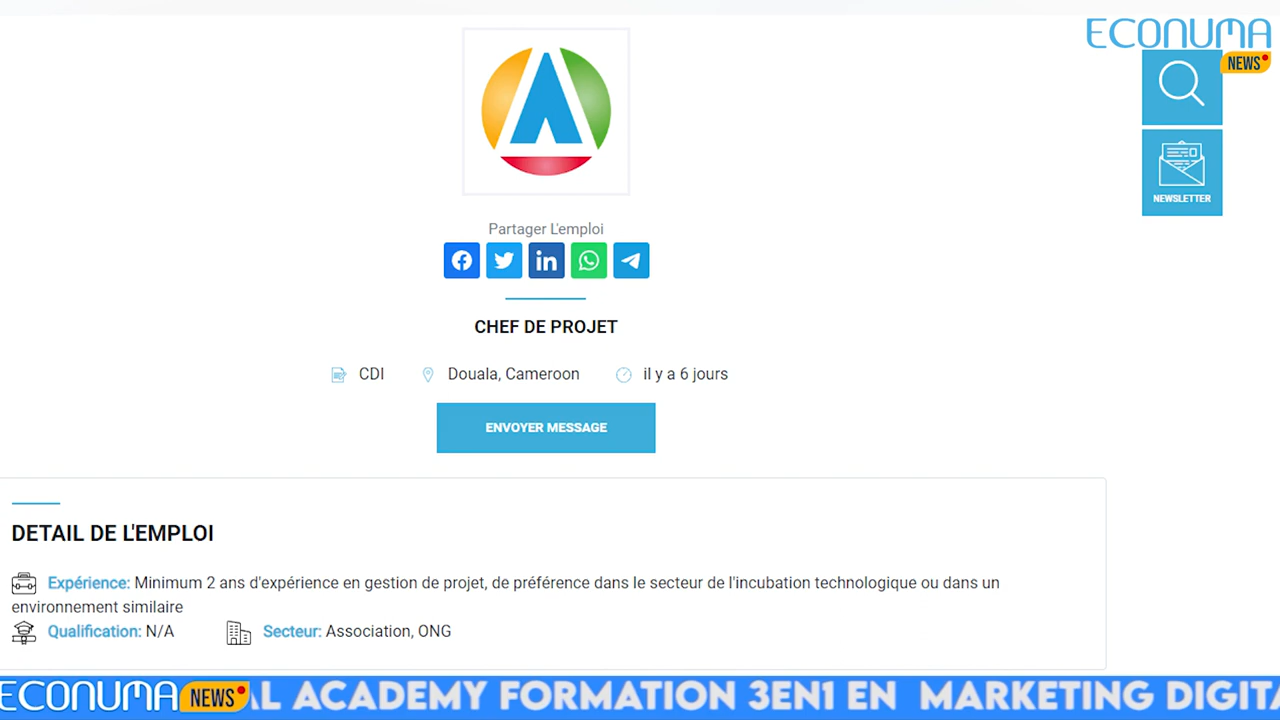 ECONUMA
NEWS
NEWSLETTER
Partager L'emploi
CHEF DE PROJET
CDI Douala, Cameroon il y a 6 jours
ENVOYER MESSAGE
DETAIL DE L'EMPLOI
Expérience: Minimum 2 ans d'expérience en gestion de projet, de préférence dans le secteur de l'incubation technologique ou dans un
environnement similaire
Qualification: N/A Secteur: Association, ONG
ECONUMA NEWS AL ACADEMY FORMATION 3EN1 EN MARKETING DIGITA